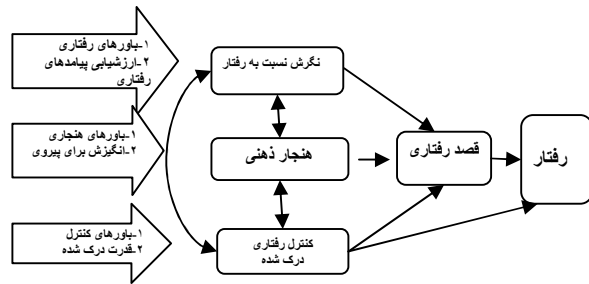 ۱-باورهای رفتاری
۲-ارزشیابی پیامدهای
رفتاری
نگرش نسبت به رفتار
۱-باورهای هنجاری
۲-انگیزش برای پیروی
هنجار ذهنی
قصد رفتاری
رفتار
۱-باورهای کنترل
۲-قدرت درک شده
کنترل رفتاری
درک شده